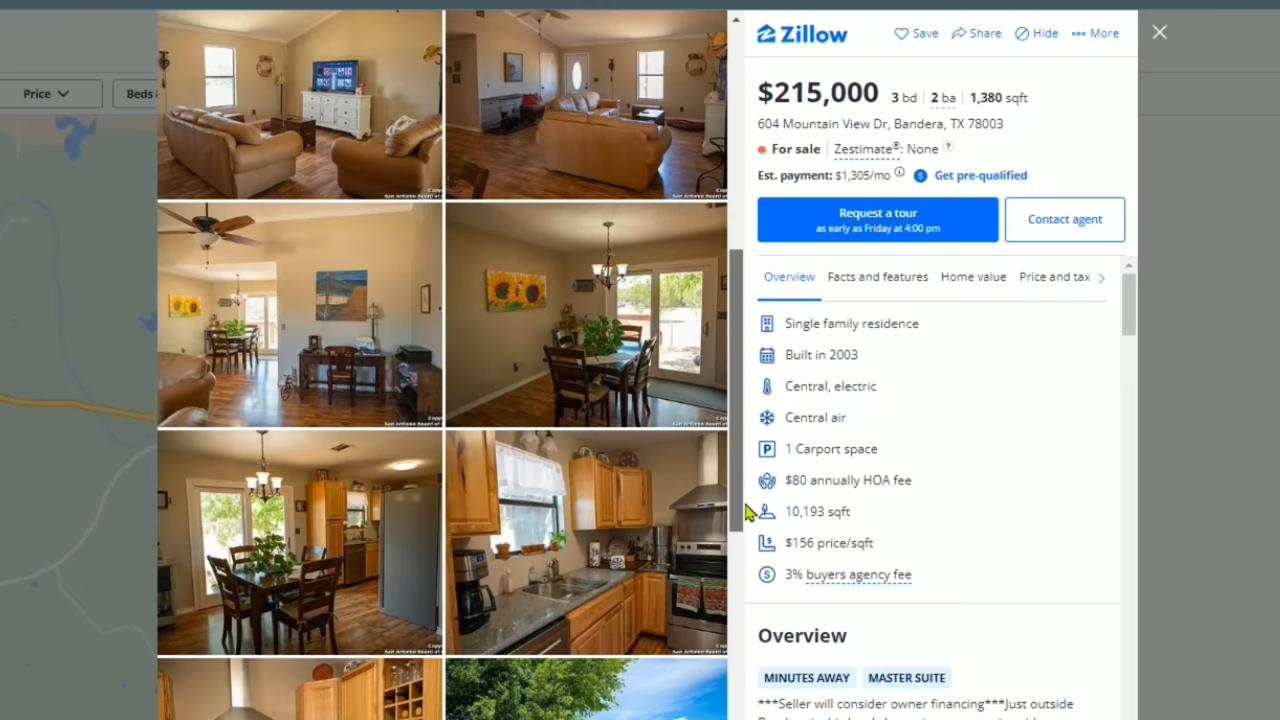 Price
Beds
Zillow
Save
Share
Hide
More
$215,000
3 bd
2 ba
1,380 sqft
604 Mountain View Dr, Bandera, TX 78003
For sale
Zestimate®: None ?
Est. payment: $1,305/mo
$ Get pre-qualified
Request a tour
as early as Friday at 4:00 pm
Contact agent
Overview
Facts and features
Home value
Price and tax
Single family residence
Built in 2003
Central, electric
Central air
P 1 Carport space
$80 annually HOA fee
10,193 sqft
$156 price/sqft
$ 3% buyers agency fee
Overview
MINUTES AWAY
MASTER SUITE
***Seller will consider owner financing***Just outside